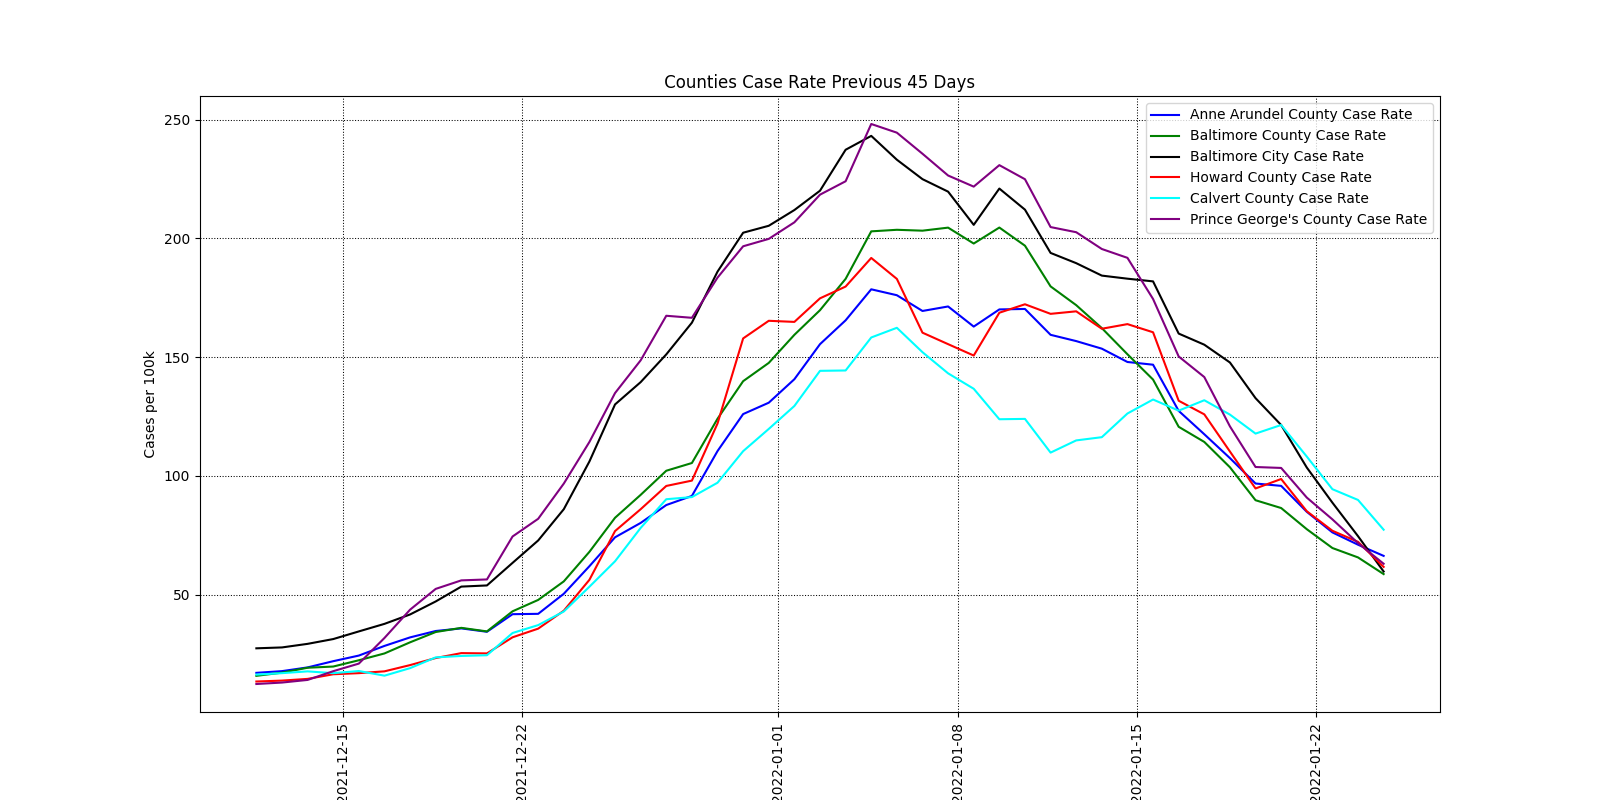 Counties Case Rate Previous 45 Days
250
200
150
100
50
Cases per 100k
Anne Arundel County Case Rate
Baltimore County Case Rate
Baltimore City Case Rate
Howard County Case Rate
Calvert County Case Rate
Prince George's County Case Rate
2021-12-15
2021-12-22
2022-01-01
2022-01-08
2022-01-15
2022-01-22